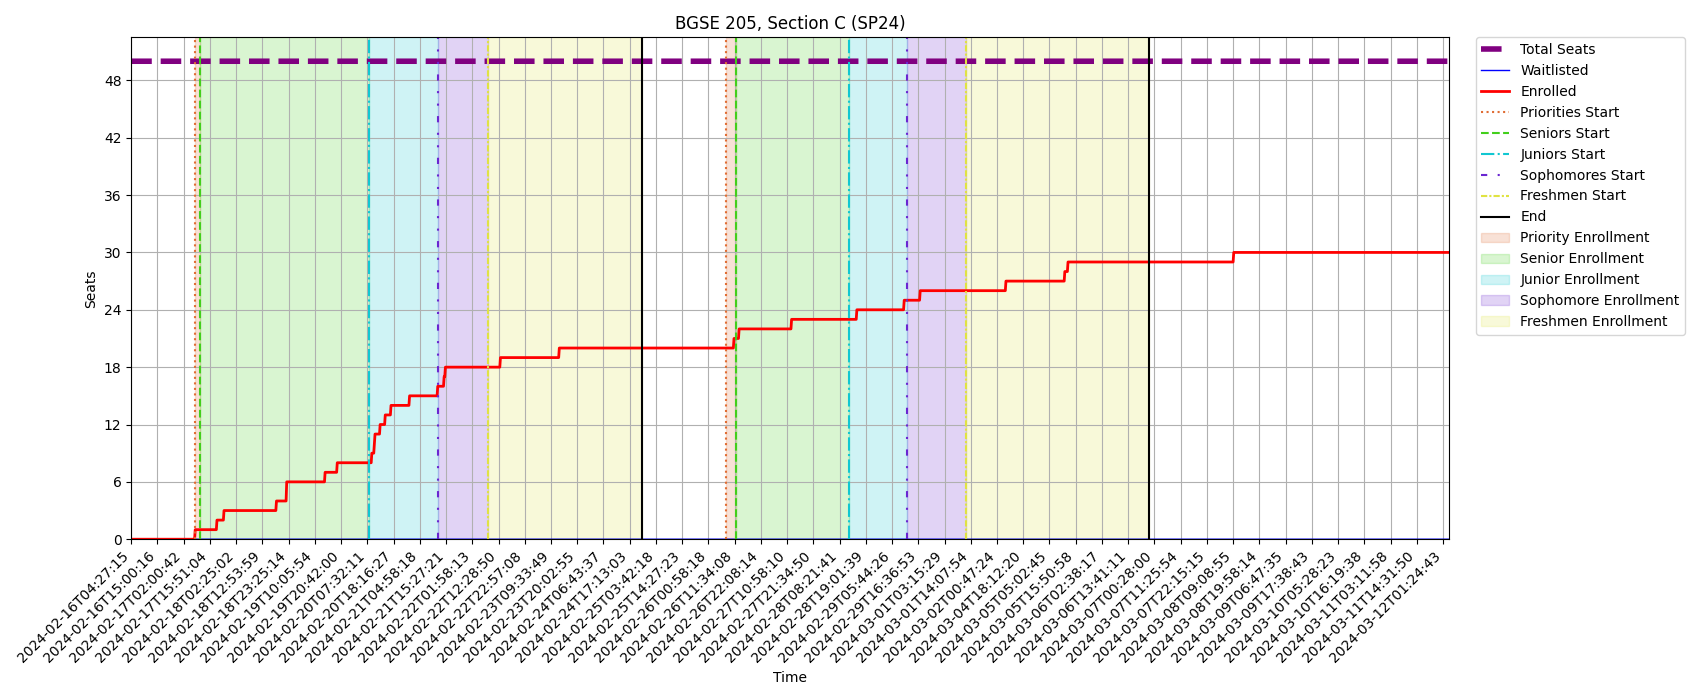 BGSE 205, Section C (SP24)
Seats
48
42
36
30
24
18
12
6
0
Total Seats
Waitlisted
Enrolled
Priorities Start
Seniors Start
Juniors Start
Sophomores Start
Freshmen Start
End
Priority Enrollment
Senior Enrollment
Junior Enrollment
Sophomore Enrollment
Freshmen Enrollment
2024-02-16T04:27:15
2024-02-16T15:00:16
2024-02-17T02:00:42
2024-02-17T15:51:04
2024-02-18T02:25:02
2024-02-18T12:53:59
2024-02-18T23:25:14
2024-02-19T10:05:54
2024-02-19T20:42:00
2024-02-20T07:32:11
2024-02-20T18:16:27
2024-02-21T04:58:18
2024-02-21T15:27:21
2024-02-22T01:58:13
2024-02-22T12:28:50
2024-02-22T22:57:08
2024-02-23T09:33:49
2024-02-23T20:02:55
2024-02-24T06:43:37
2024-02-24T17:13:03
2024-02-25T03:42:18
2024-02-25T14:27:23
2024-02-26T00:58:18
2024-02-26T11:34:08
2024-02-26T22:08:14
2024-02-27T10:58:10
2024-02-27T21:34:50
2024-02-28T08:21:41
2024-02-28T19:01:39
2024-02-29T05:44:26
2024-02-29T16:36:53
2024-03-01T03:15:29
2024-03-01T14:07:54
2024-03-02T00:47:24
2024-03-04T18:12:20
2024-03-05T05:02:45
2024-03-05T15:50:58
2024-03-06T02:38:17
2024-03-06T13:41:11
2024-03-07T00:28:00
2024-03-07T11:25:54
2024-03-07T22:15:15
2024-03-08T09:08:55
2024-03-08T19:58:14
2024-03-09T06:47:35
2024-03-09T17:38:43
2024-03-10T05:28:23
2024-03-10T16:19:38
2024-03-11T03:11:58
2024-03-11T14:31:50
2024-03-12T01:24:43
Time